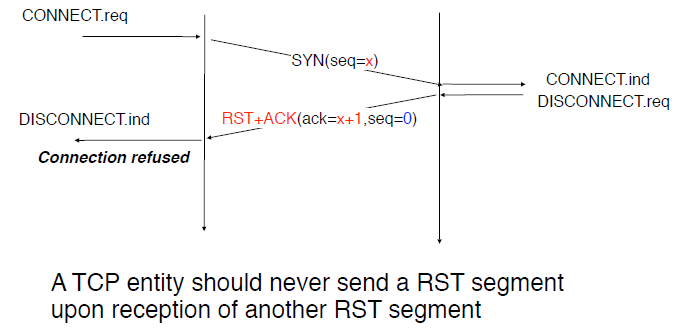 CONNECT.req
SYN(seq=x)
CONNECT.ind
DISCONNECT.req
DISCONNECT.ind
RST+ACK(ack=x+1,seq=0)
Connection refused
A TCP entity should never send a RST segment
upon reception of another RST segment